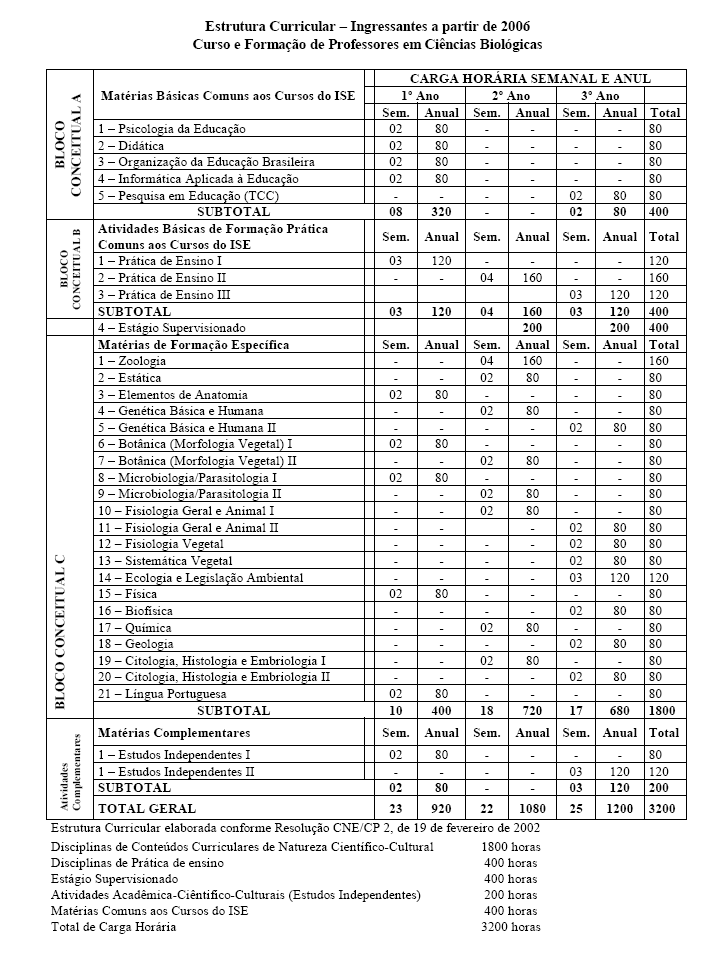 Estrutura Curricular – Ingressantes a partir de 2006
Curso e Formação de Professores em Ciências Biológicas
BLOCO CONCEITUAL A
Matérias Básicas Comuns aos Cursos do ISE
CARGA HORÁRIA SEMANAL E ANUL
1º Ano 2º Ano 3º Ano
Sem. Anual Sem. Anual Sem. Anual Total
1 – Psicologia da Educação 02 80 - - - - 80
2 – Didática 02 80 - - - - 80
3 – Organização da Educação Brasileira 02 80 - - - - 80
4 – Informática Aplicada à Educação 02 80 - - - - 80
5 – Pesquisa em Educação (TCC) - - - - 02 80 80
SUBTOTAL 08 320 - - 02 80 400
BLOCO CONCEITUAL B
Atividades Básicas de Formação Prática Comuns aos Cursos do ISE Sem. Anual Sem. Anual Sem. Anual Total
1 – Prática de Ensino I 03 120 - - - - 120
2 – Prática de Ensino II - - 04 160 - - 160
3 – Prática de Ensino III 03 120 120
SUBTOTAL 03 120 04 160 03 120 400
4 – Estágio Supervisionado 200 200 400
BLOCO CONCEITUAL C
Matérias de Formação Específica Sem. Anual Sem. Anual Sem. Anual Total
1 – Zoologia - - 04 160 - - 160
2 – Estática - - 02 80 - - 80
3 – Elementos de Anatomia 02 80 - - - - 80
4 – Genética Básica e Humana - - 02 80 - - 80
5 – Genética Básica e Humana II - - - - 02 80 80
6 – Botânica (Morfologia Vegetal) I 02 80 - - - - 80
7 – Botânica (Morfologia Vegetal) II - - 02 80 - - 80
8 – Microbiologia/Parasitologia I 02 80 - - - - 80
9 – Microbiologia/Parasitologia II - - 02 80 - - 80
10 – Fisiologia Geral e Animal I - - 02 80 - - 80
11 – Fisiologia Geral e Animal II - - - 02 80 80
12 – Fisiologia Vegetal - - - - 02 80 80
13 – Sistemática Vegetal - - - - 02 80 80
14 – Ecologia e Legislação Ambiental - - - - 03 120 120
15 – Física 02 80 - - - - 80
16 – Biofísica - - - - 02 80 80
17 – Química - - 02 80 - - 80
18 – Geologia - - - - 02 80 80
19 – Citologia, Histologia e Embriologia I - - 02 80 - - 80
20 – Citologia, Histologia e Embriologia II - - - - 02 80 80
21 – Língua Portuguesa 02 80 - - - - 80
SUBTOTAL 10 400 18 720 17 680 1800
Atividades Complementares
Matérias Complementares Sem. Anual Sem. Anual Sem. Anual Total
1 – Estudos Independentes I 02 80 - - - - 80
1 – Estudos Independentes II - - - - 03 120 120
SUBTOTAL 02 80 - - 03 120 200
TOTAL GERAL 23 920 22 1080 25 1200 3200
Estrutura Curricular elaborada conforme Resolução CNE/CP 2, de 19 de fevereiro de 2002
Disciplinas de Conteúdos Curriculares de Natureza Científico-Cultural 1800 horas
Disciplinas de Prática de ensino 400 horas
Estágio Supervisionado 400 horas
Atividades Acadêmica-Ciêntífico-Culturais (Estudos Independentes) 200 horas
Matérias Comuns aos Cursos do ISE 400 horas
Total de Carga Horária 3200 horas